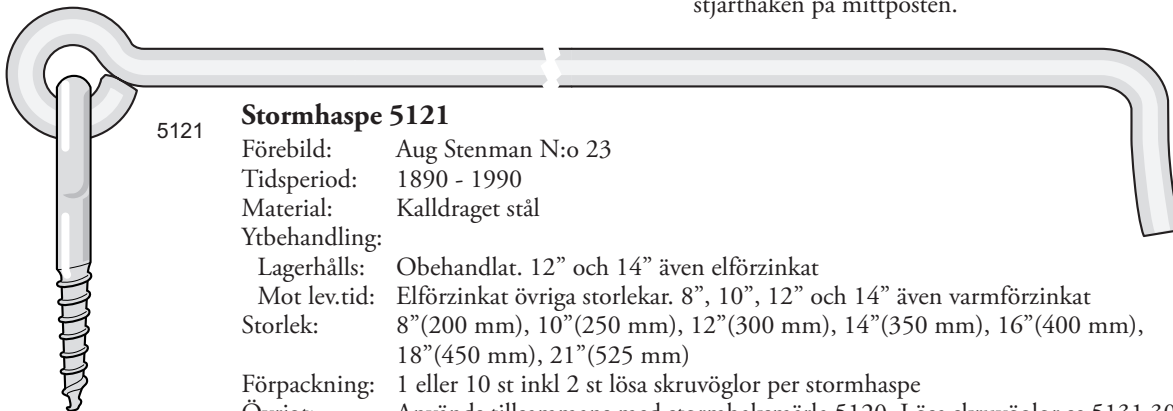 stjärthaken på mittposten.
5121
Stormhaspe 5121
Förebild: Aug Stenman N:o 23
Tidsperiod: 1890 - 1990
Material: Kalldraget stål
Ytbehandling:
Lagerhålls: Obehandlat. 12” och 14” även elförzinkat
Mot lev.tid: Elförzinkat övriga storlekar. 8”, 10”, 12” och 14” även varmförzinkat
Storlek: 8”(200 mm), 10”(250 mm), 12”(300 mm), 14”(350 mm), 16”(400 mm),
18”(450 mm), 21”(525 mm)
Förpackning: 1 eller 10 st inkl 2 st lösa skruvöglor per stormhaspe